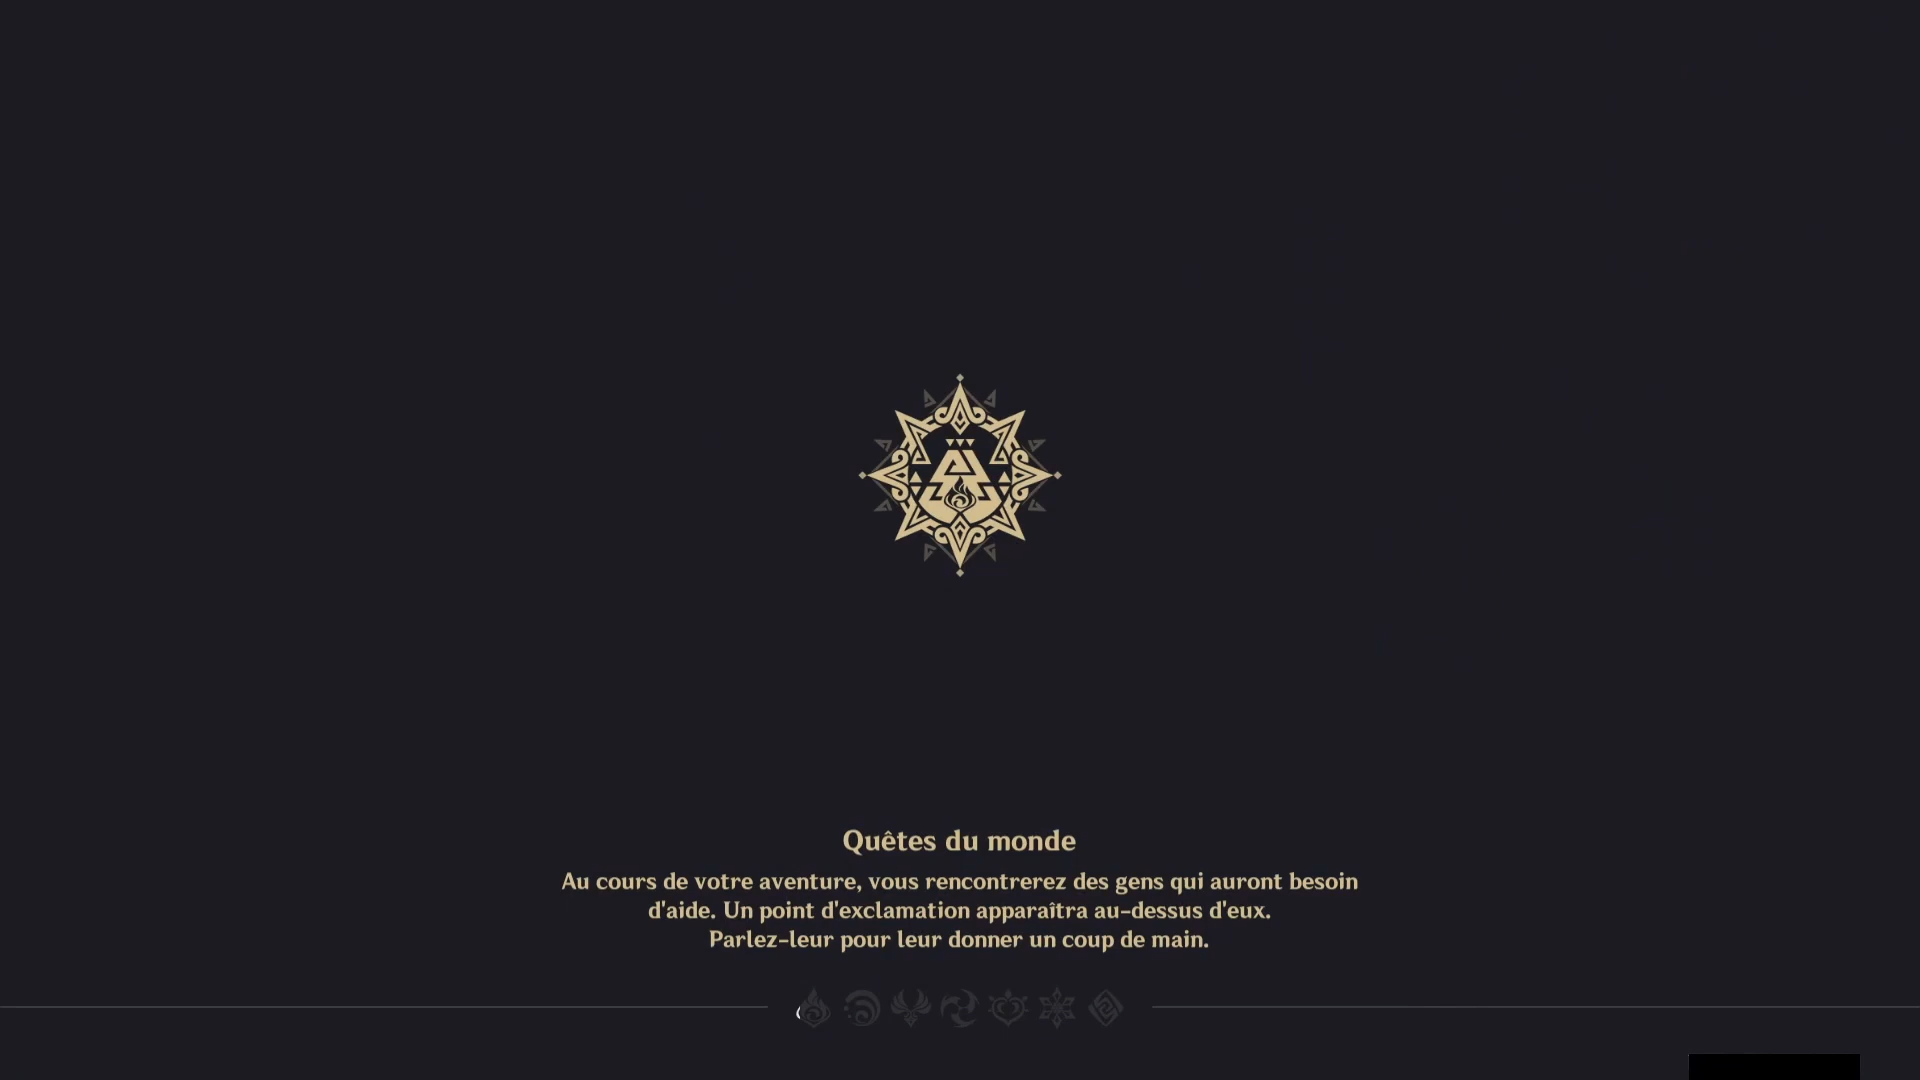 Quêtes du monde
Au cours de votre aventure, vous rencontrerez des gens qui auront besoin
d'aide. Un point d'exclamation apparaîtra au-dessus d'eux.
Parlez-leur pour leur donner un coup de main.